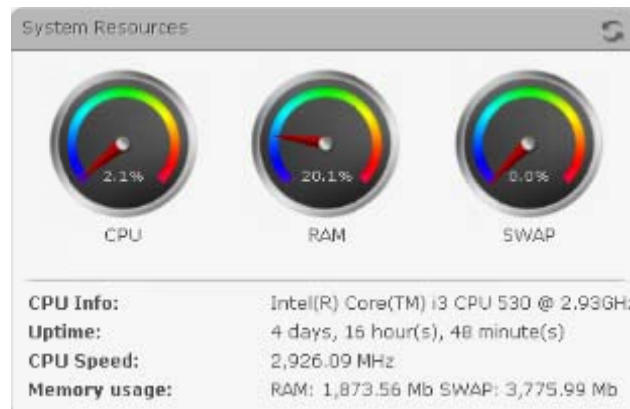 System Resources
2.1% 20.1% 0.0%
CPU RAM SWAP
CPU Info: Intel(R) Core(TM) i3 CPU 530 @ 2.93GHz
Uptime: 4 days, 16 hour(s), 48 minute(s)
CPU Speed: 2,926.09 MHz
Memory usage: RAM: 1,873.56 Mb SWAP: 3,775.99 Mb